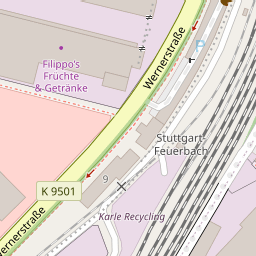 Wernerstraße
P
Filippo's
Früchte
& Getränke
Stuttgart-
Feuerbach
K 9501
9
Karle Recycling
Wernerstraße